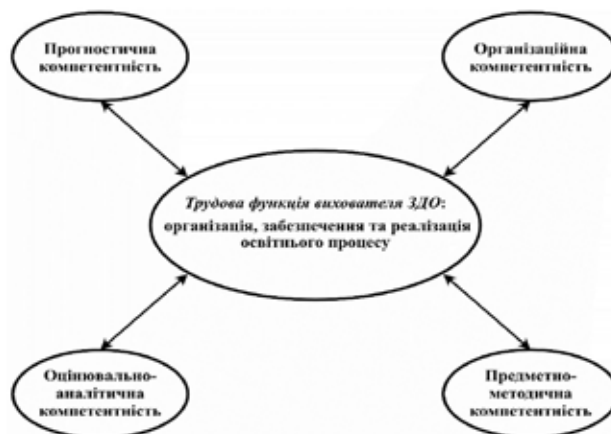 Прогностична
компетентність
Організаційна
компетентність
Трудова функція вихователя ЗДО:
організація, забезпечення та реалізація
освітнього процесу
Оцінювально-
аналітична
компетентність
Предметно-
методична
компетентність